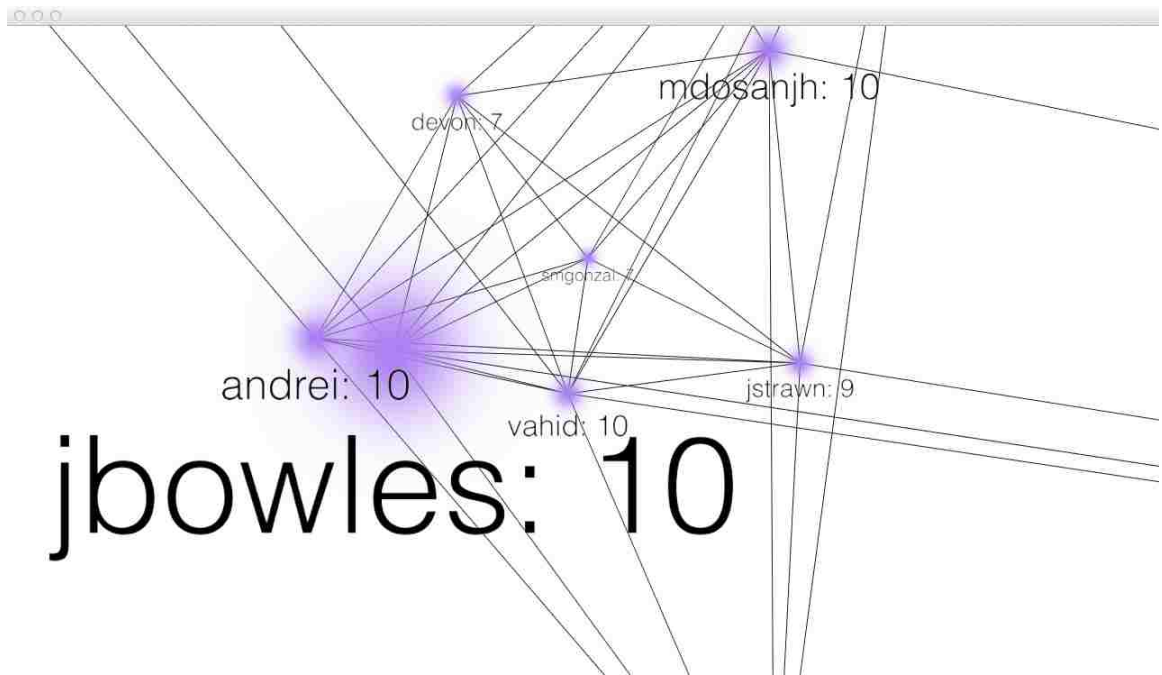 mdosanjh: 10
devon: 7
smgonzal: 7
andrei: 10
jstrawn: 9
vahid: 10
jbowles: 10